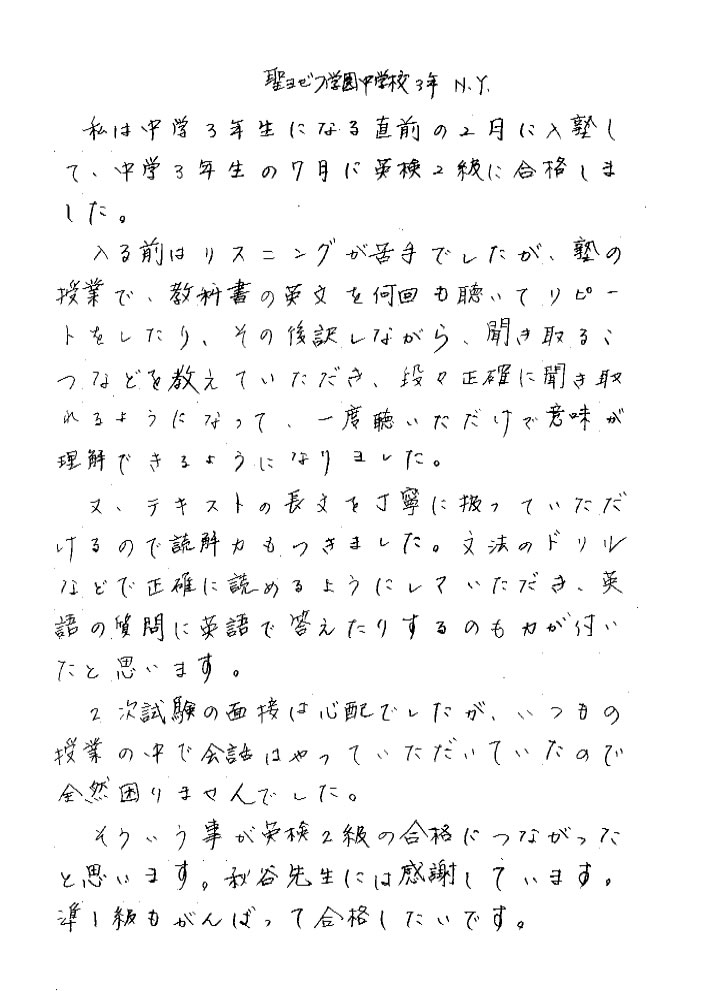 聖ヨゼフ学園中学校3年 N.Y.
私は中学3年生になる直前の2月に入塾し
て、中学3年生の7月に英検2級に合格しま
した。
入る前はリスニングが苦手でしたが、塾の
授業で、教科書の英文を何回も聴いてリピー
トをしたり、その後訳しながら、聞き取るこ
つなどを教えていただき、段々正確に聞き取
れるようになって、一度聴いただけで意味が
理解できるようになりました。
又、テキストの長文を丁寧に扱っていただ
けるので読解力もつきました。文法のドリル
などで正確に読めるようにしていただき、英
語の質問に英語で答えたりするのも力が付い
たと思います。
2次試験の面接は心配でしたが、いつもの
授業の中で会話はやっていただいていたので
全然困りませんでした。
そういう事が英検2級の合格につながった
と思います。秋谷先生には感謝しています。
準1級もがんばって合格したいです。